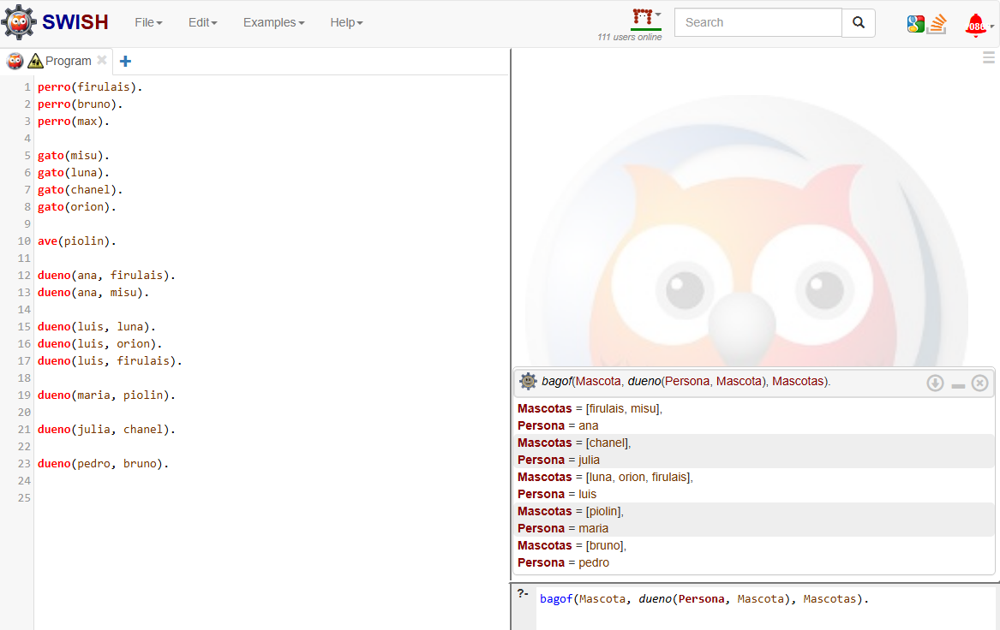 SWISH File Edit Examples Help
111 users online
Search
Program
1 perro(firulais).
2 perro(bruno).
3 perro(max).
4
5 gato(misu).
6 gato(luna).
7 gato(chanel).
8 gato(orion).
9
10 ave(piolin).
11
12 dueno(ana, firulais).
13 dueno(ana, misu).
14
15 dueno(luis, luna).
16 dueno(luis, orion).
17 dueno(luis, firulais).
18
19 dueno(maria, piolin).
20
21 dueno(julia, chanel).
22
23 dueno(pedro, bruno).
24
25
bagof(Mascota, dueno(Persona, Mascota), Mascotas).
Mascotas = [firulais, misu],
Persona = ana
Mascotas = [chanel],
Persona = julia
Mascotas = [luna, orion, firulais],
Persona = luis
Mascotas = [piolin],
Persona = maria
Mascotas = [bruno],
Persona = pedro
?- bagof(Mascota, dueno(Persona, Mascota), Mascotas).